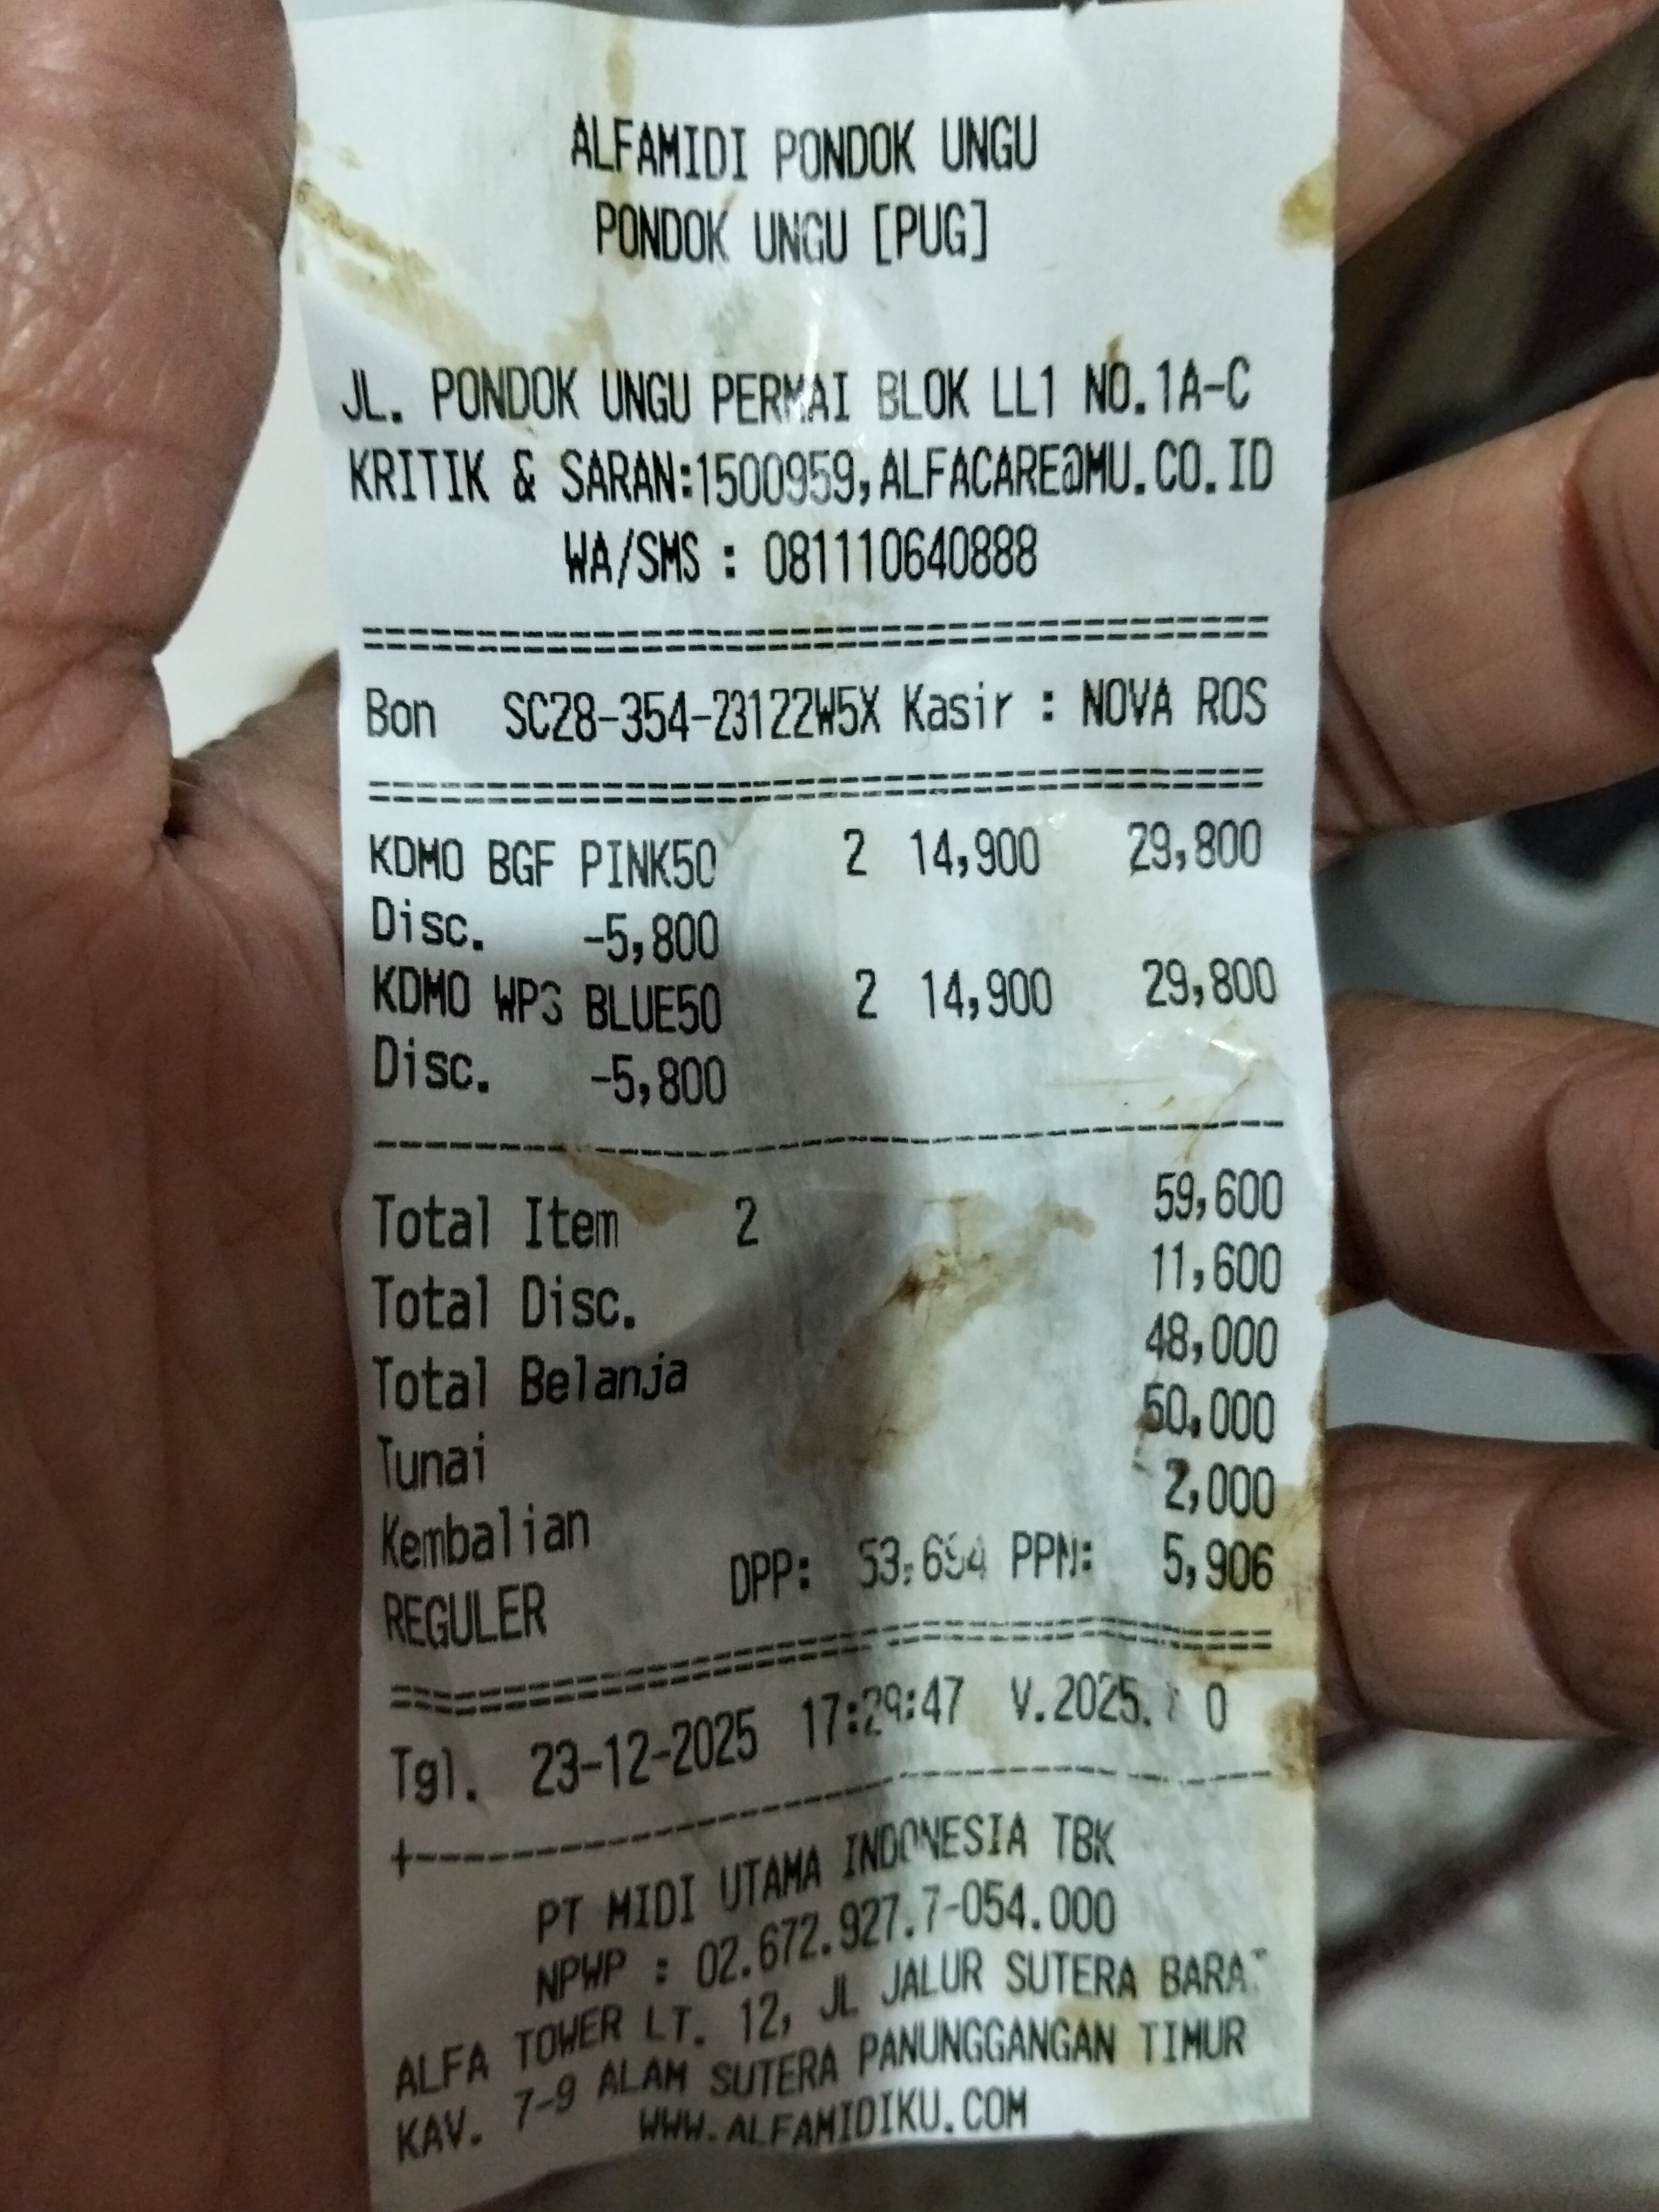 ALFAMIDI PONDOK UNGU
PONDOK UNGU [PUG]
JL. PONDOK UNGU PERMAI BLOK LL1 NO.1A-C
KRITIK & SARAN:1500959,ALFACARE@MU.CO.ID
WA/SMS : 081110640888
Bon SC28-354-23122W5X Kasir : NOVA ROS
KDMO BGF PINK50 2 14,900 29,800
Disc. -5,800
KDMO WPS BLUE50 2 14,900 29,800
Disc. -5,800
Total Item 2 59,600
Total Disc. 11,600
Total Belanja 48,000
Tunai 50,000
Kembalian 2,000
REGULER DPP: 53,694 PPN: 5,906
Tgl. 23-12-2025 17:29:47
PT MIDI UTAMA INDONESIA TBK
NPWP : 02.672.927.7-054.000
ALFA TOWER LT. 12, JL JALUR SUTERA BARAT
KAV. 7-9 ALAM SUTERA PANUNGGANGAN TIMUR
WWW.ALFAMIDIKU.COM